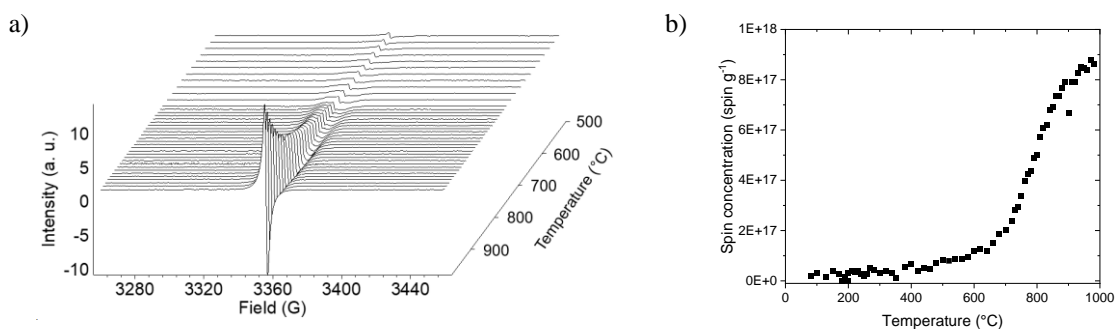 a)
10
5
0
-5
-10
Intensity (a. u.)
3280
3320
3360
3400
3440
Field (G)
500
600
700
800
900
Temperature (°C)
b)
1E+18
8E+17
6E+17
4E+17
2E+17
0E+0
Spin concentration (spin g⁻¹)
0
200
400
600
800
1000
Temperature (°C)